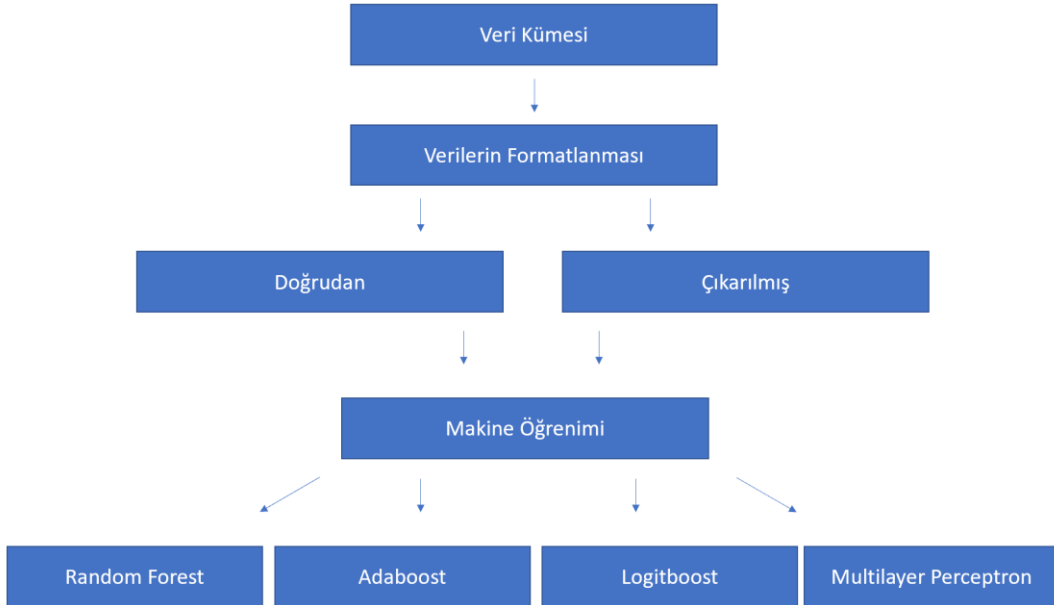 Veri Kümesi
Verilerin Formatlanması
Doğrudan
Çıkarılmış
Makine Öğrenimi
Random Forest
Adaboost
Logitboost
Multilayer Perceptron